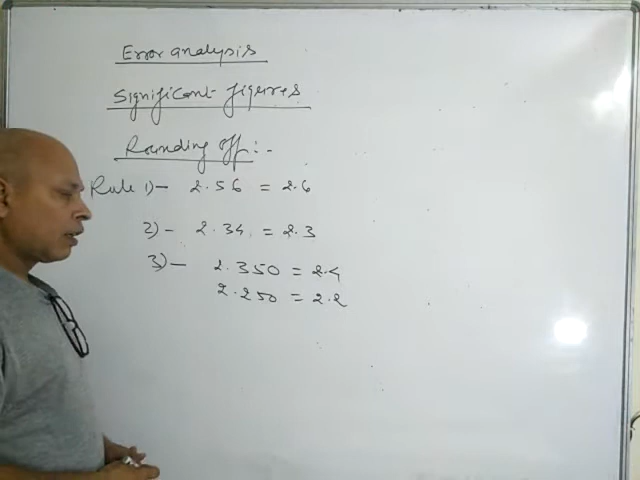 Error analysis
Significant figures
Rounding off :-
Rule 1)- 2.56 = 2.6
2)- 2.34 = 2.3
3)- 2.350 = 2.4
2.250 = 2.2